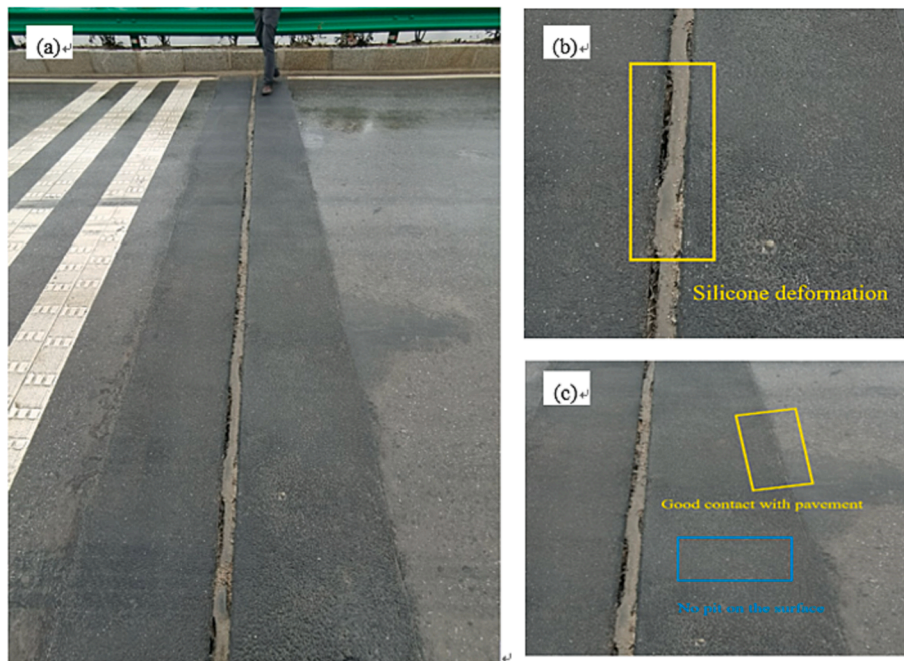 (a)↵
(b)↵
Silicone deformation
(c)↵
Good contact with pavement
No pit on the surface
↵